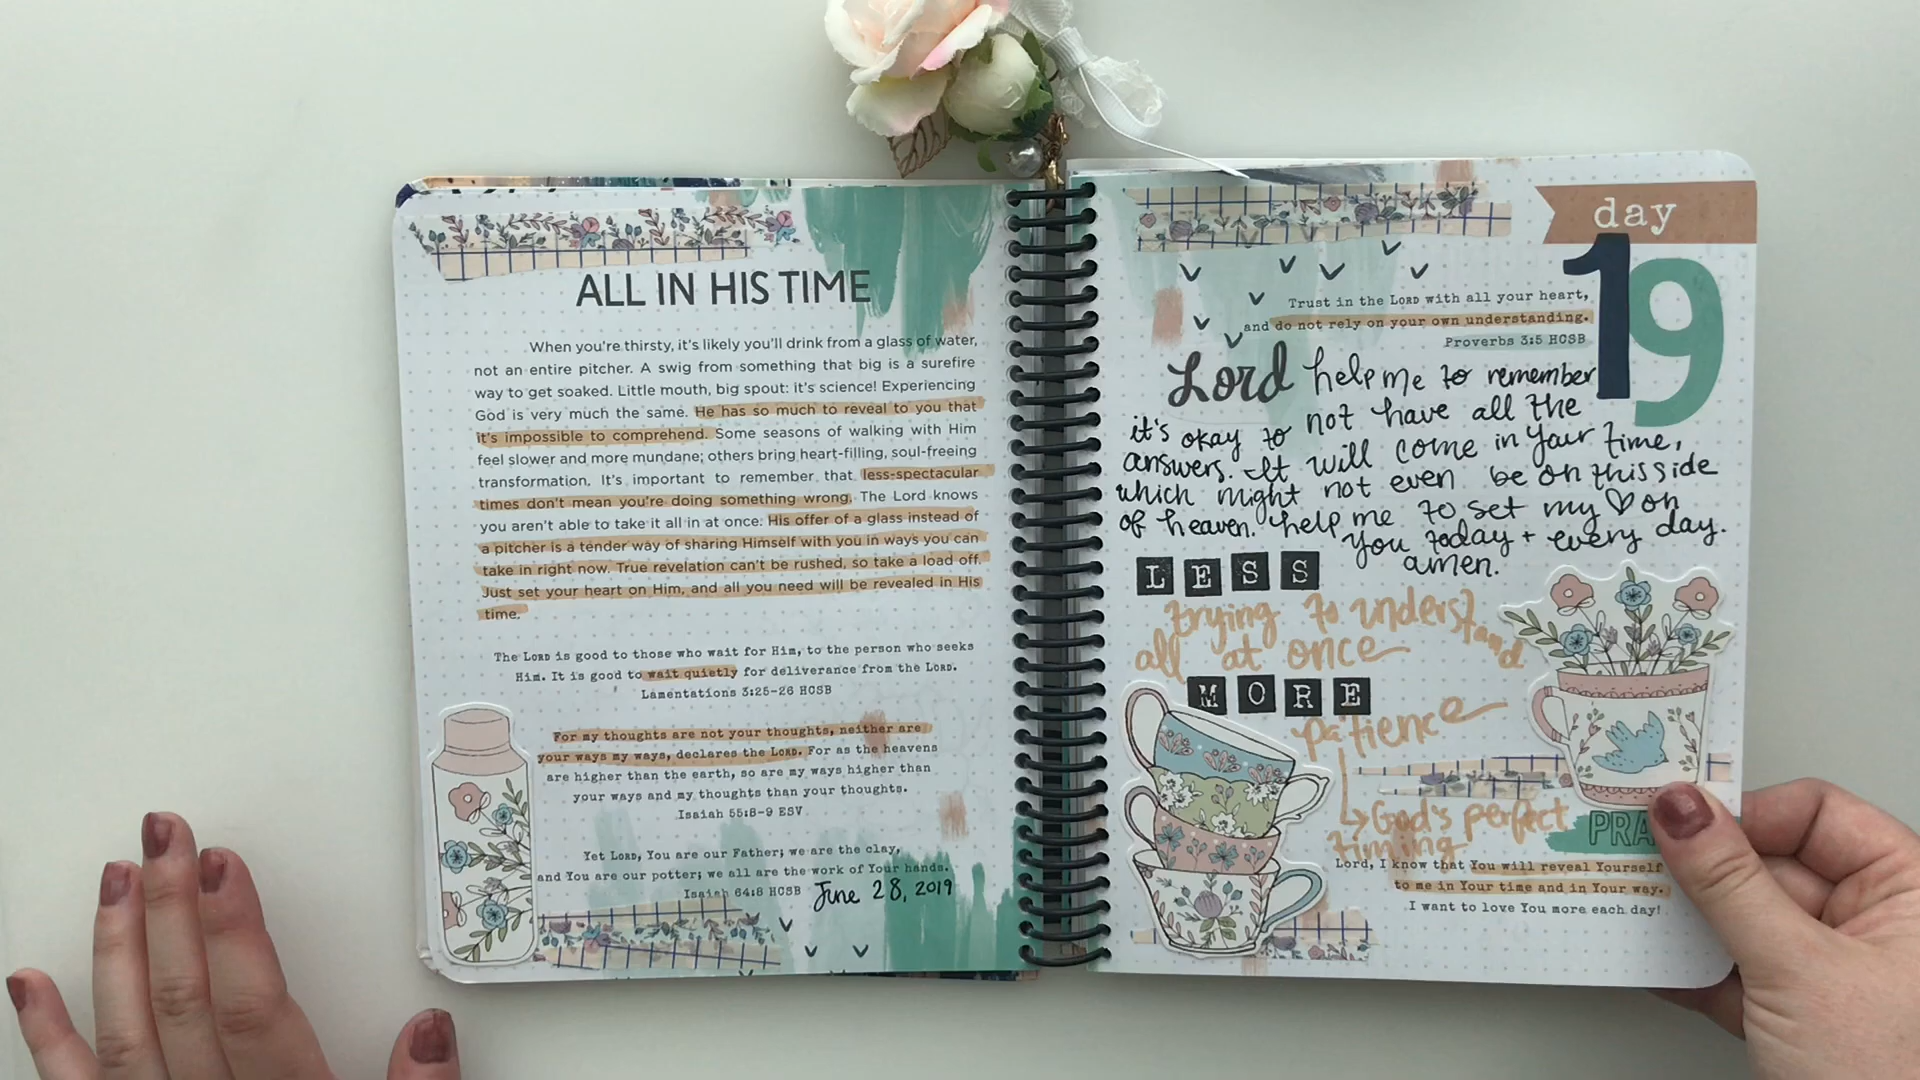 ALL IN HIS TIME
When you're thirsty, it's likely you'll drink from a glass of water,
not an entire pitcher. A swig from something that big is a surefire
way to get soaked. Little mouth, big spout: it's science! Experiencing
God is very much the same. He has so much to reveal to you that
it's impossible to comprehend. Some seasons of walking with Him
feel slower and more mundane; others bring heart-filling, soul-freeing
transformation. It's important to remember that less-spectacular
times don't mean you're doing something wrong. The Lord knows
you aren't able to take it all in at once. His offer of a glass instead of
a pitcher is a tender way of sharing Himself with you in ways you can
take in right now. True revelation can't be rushed, so take a load off.
Just set your heart on Him, and all you need will be revealed in His
time.
The LORD is good to those who wait for Him, to the person who seeks
Him. It is good to wait quietly for deliverance from the LORD.
Lamentations 3:25-26 HCSB
For my thoughts are not your thoughts, neither are
your ways my ways, declares the LORD. For as the heavens
are higher than the earth, so are my ways higher than
your ways and my thoughts than your thoughts.
Isaiah 55:8-9 ESV
Yet LORD, You are our Father; we are the clay,
and You are our potter; we all are the work of Your hands.
Isaiah 64:8 HCSB
June 28, 2019
day
19
Trust in the LORD with all your heart,
and do not rely on your own understanding.
Proverbs 3:5 HCSB
Lord help me to remember
it's okay to not have all the
answers. It will come in your time,
which might not even be on this side
of heaven. help me to set my ♡ on
you today + every day.
amen.
LESS
trying to understand
all at once
MORE
patience
↳ God's perfect
timing
PRA
Lord, I know that You will reveal Yourself
to me in Your time and in Your way.
I want to love You more each day!